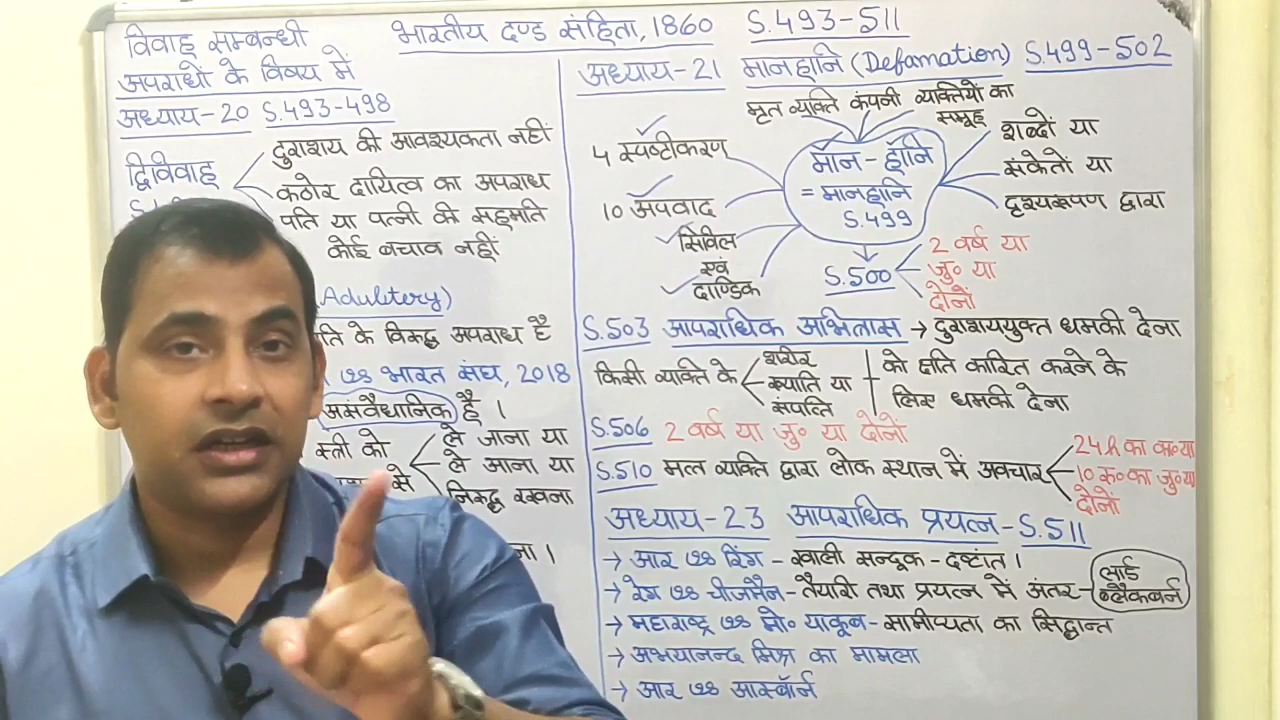 भारतीय दण्ड संहिता, 1860 S.493-511
विवाह सम्बन्धी
अपराधों के विषय में
अध्याय-20 S.493-498
द्विविवाह
दुराशय की आवश्यकता नहीं
कठोर दायित्व का अपराध
पति या पत्नी की सहमति
कोई बचाव नहीं
Adultery)
के विरुद्ध अपराध है
भारत संघ, 2018
असंवैधानिक है ।
स्त्री को
ले जाना या
ले जाना या
से
निरुद्ध रखना
अध्याय-21 मानहानि (Defamation) S.499-502
मृत व्यक्ति कंपनी व्यक्तियों का
समूह
4 स्पष्टीकरण
10 अपवाद
सिविल
एवं
दाण्डिक
मान-हानि
= मानहानि
S.499
शब्दों या
संकेतों या
दृश्यरूपण द्वारा
S.500
2 वर्ष या
जु० या
दोनों
S.503 आपराधिक अभित्रास → दुराशययुक्त धमकी देना
किसी व्यक्ति के
शरीर
ख्याति या
संपत्ति
को क्षति कारित करने के
लिए धमकी देना
S.506 2 वर्ष या जु० या दोनों
S.510 मत्त व्यक्ति द्वारा लोक स्थान में अवचार
24h का का०या
10 रू० का जु०या
दोनों
अध्याय-23 आपराधिक प्रयत्न-S.511
→ आर vs रिंग - खाली सन्दूक - दृष्टांत ।
→ रेग vs चीजमैन - तैयारी तथा प्रयत्न में अंतर -
लार्ड
ब्लैकबर्न
→ महाराष्ट्र vs मो० याकूब - सामीप्यता का सिद्धान्त
→ अभयानन्द मिश्र का मामला
→ आर vs आस्बॉर्न